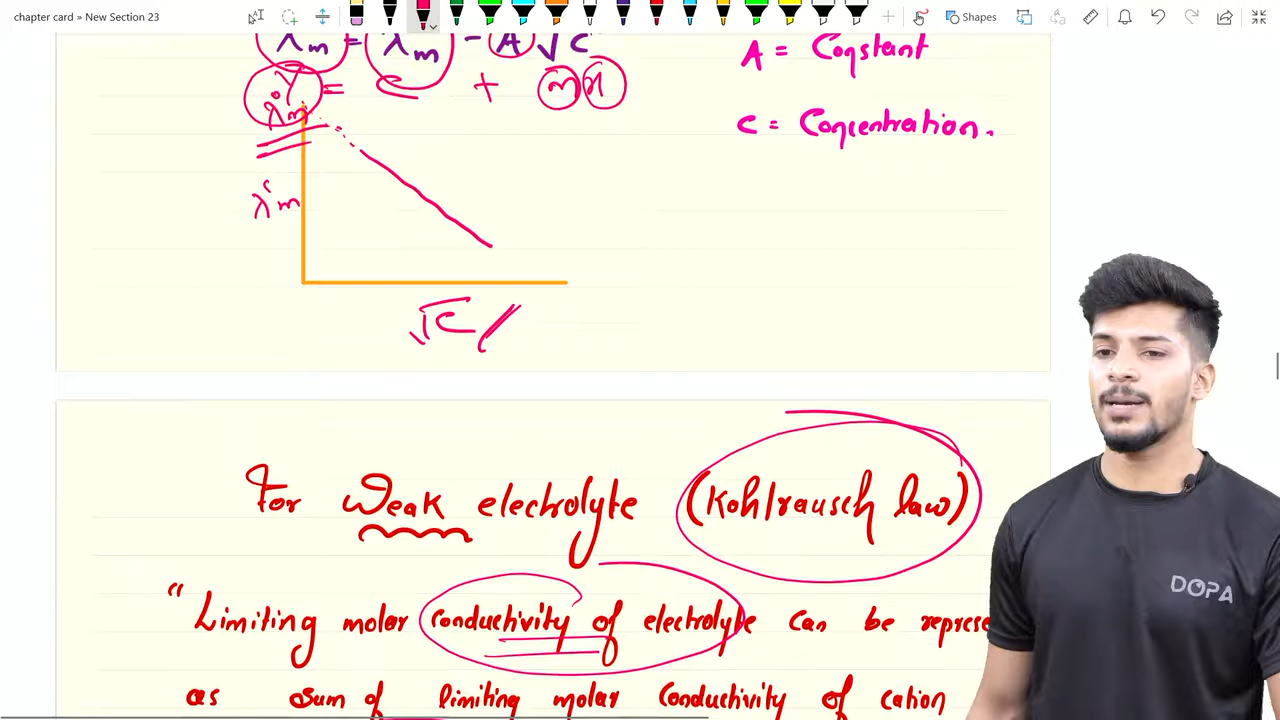 chapter card » New Section 23
Shapes
λm = λ°m - A √c
Y = c + m x
A = Constant
C = Concentration.
λ°m
λᶜm
√C
For Weak electrolyte (Kohlrausch law)
"Limiting molar conductivity of electrolyte can be represe
as sum of limiting molar conductivity of cation
DOPA